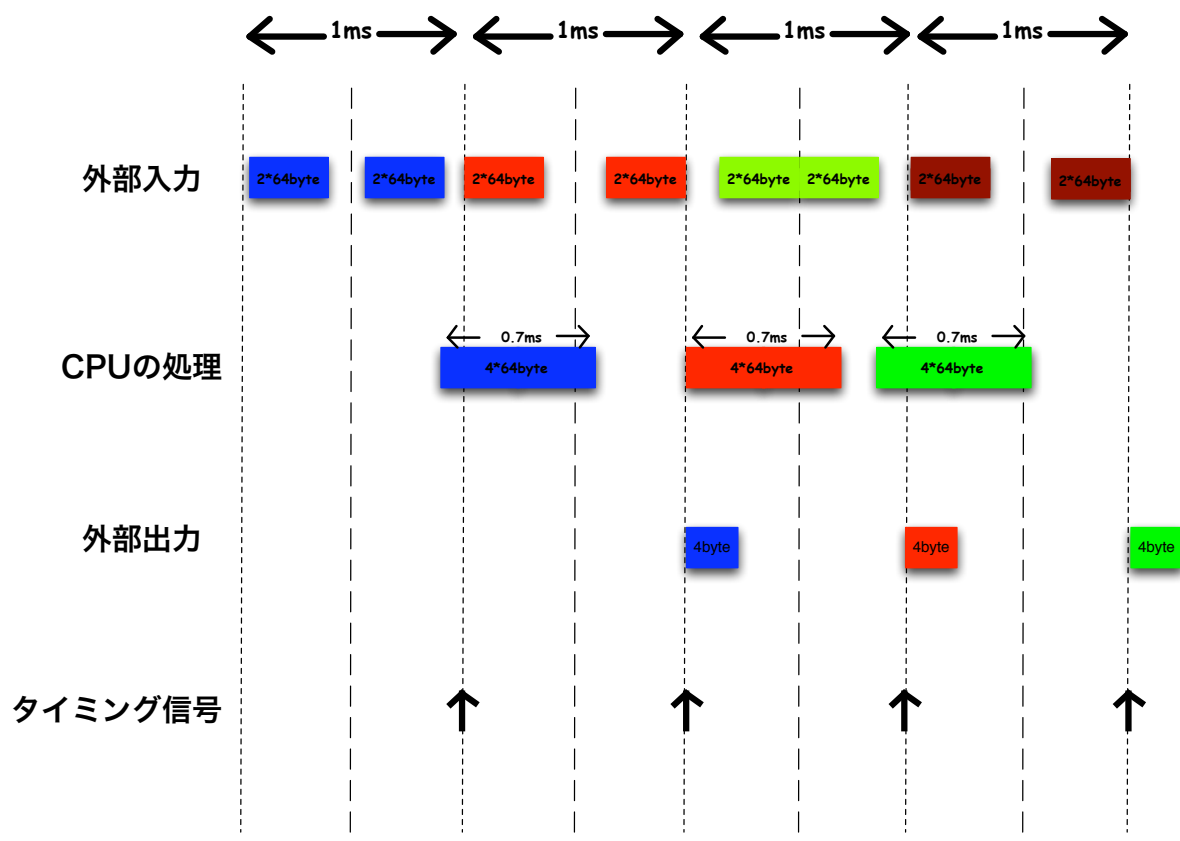 1ms 1ms 1ms 1ms
外部入力 2*64byte 2*64byte 2*64byte 2*64byte 2*64byte 2*64byte 2*64byte 2*64byte
0.7ms 0.7ms 0.7ms
CPUの処理 4*64byte 4*64byte 4*64byte
外部出力 4byte 4byte 4byte
タイミング信号